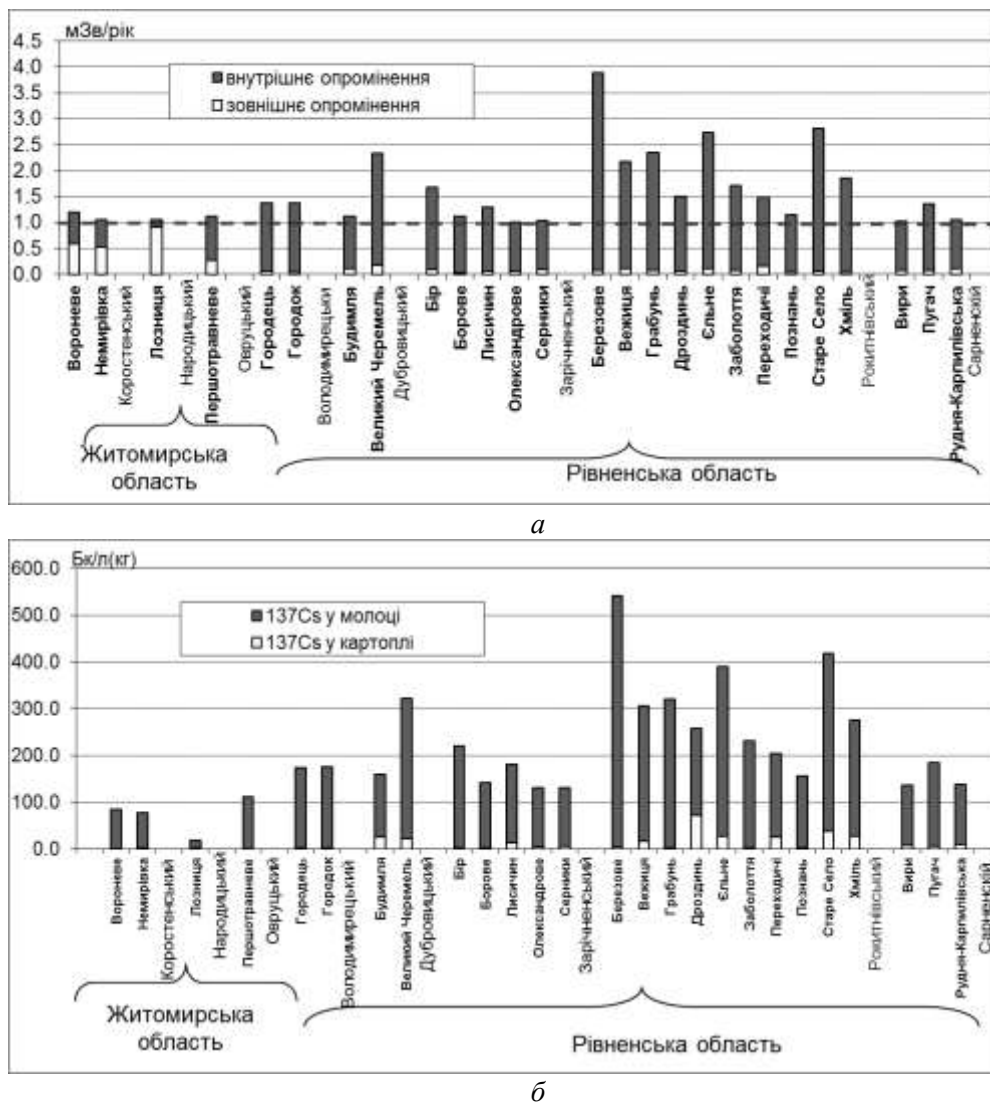 мЗв/рік
4.5
4.0
3.5
3.0
2.5
2.0
1.5
1.0
0.5
0.0
внутрішнє опромінення
зовнішнє опромінення
Вороневе
Немирівка
Коростенський
Лозниця
Народицький
Першотравневе
Овруцький
Городець
Городок
Володимирецьки
Будимля
Великий Черемель
Дубровицький
Бір
Борове
Лисичин
Олександрове
Серники
Зарічненський
Березове
Вежиця
Грабунь
Дроздинь
Єльне
Заболоття
Переходичі
Познань
Старе Село
Хміль
Рокитнівський
Вири
Пугач
Рудня-Карпилівська
Сарненский
Житомирська
область
Рівненська область
а
Бк/л(кг)
600.0
500.0
400.0
300.0
200.0
100.0
0.0
137Cs у молоці
137Cs у картоплі
Вороневе
Немирівка
Коростенський
Лозниця
Народицький
Першотравневе
Овруцький
Городець
Городок
Володимирецький
Будимля
Великий Черемель
Дубровицький
Бір
Борове
Лисичин
Олександрове
Серники
Зарічненський
Березове
Вежиця
Грабунь
Дроздинь
Єльне
Заболоття
Переходичі
Познань
Старе Село
Хміль
Рокитнівський
Вири
Пугач
Рудня-Карпилівська
Сарненский
Житомирська
область
Рівненська область
б